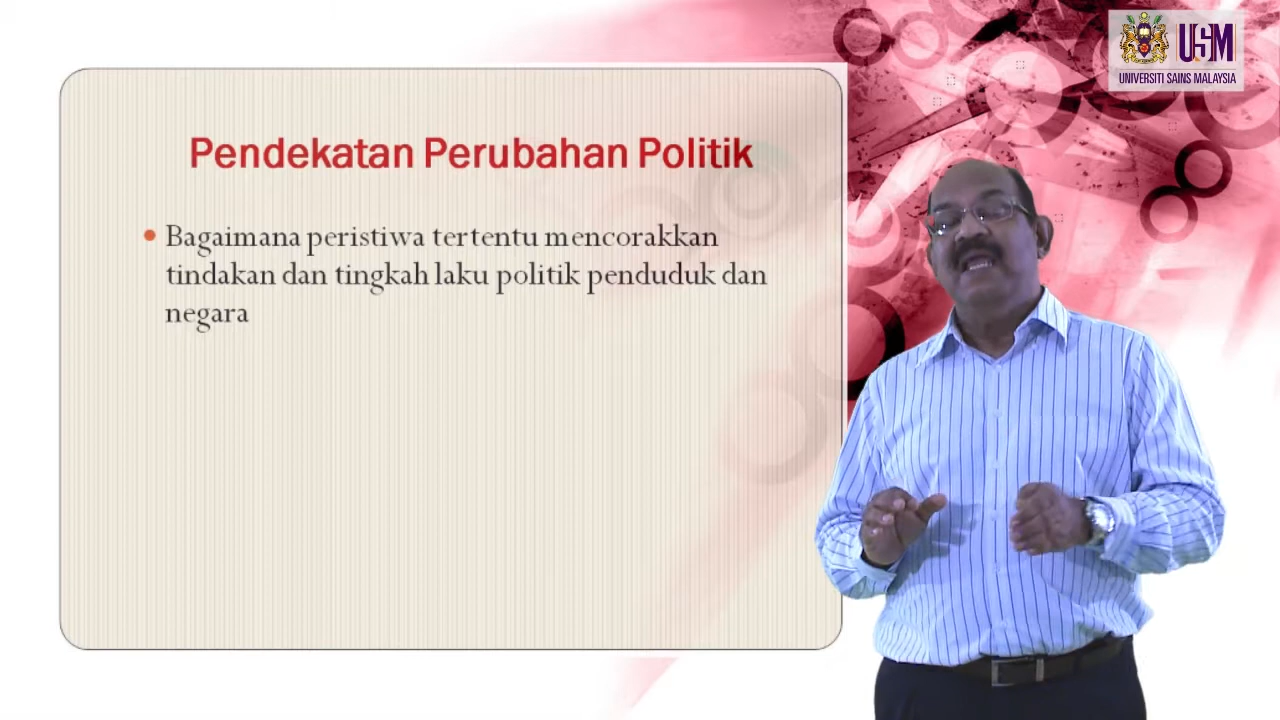 USM
UNIVERSITI SAINS MALAYSIA
Pendekatan Perubahan Politik
Bagaimana peristiwa tertentu mencorakkan
tindakan dan tingkah laku politik penduduk dan
negara